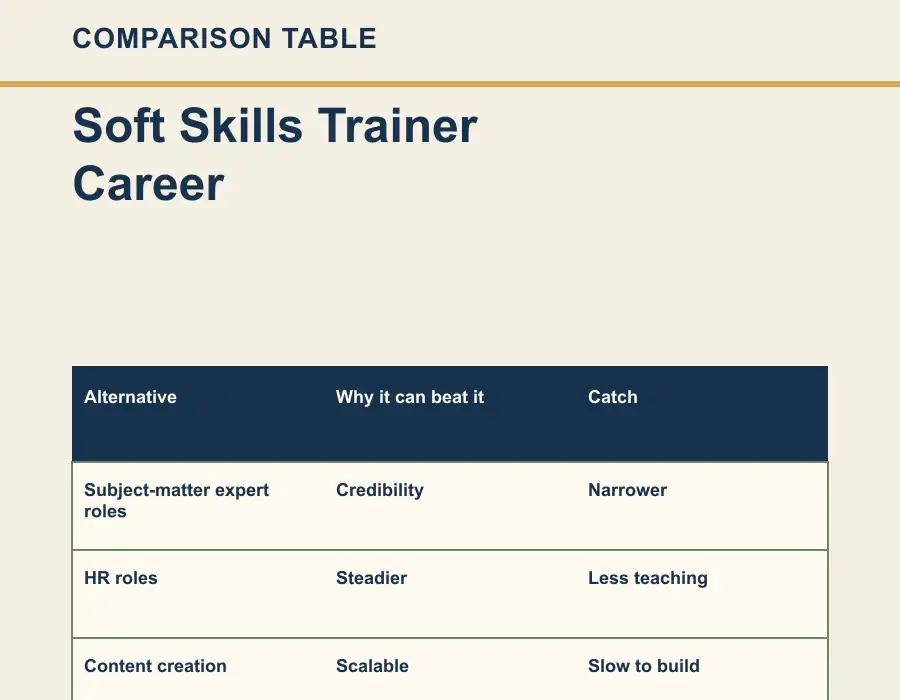 COMPARISON TABLE
Soft Skills Trainer
Career
Alternative Why it can beat it Catch
Subject-matter expert Credibility Narrower
roles
HR roles Steadier Less teaching
Content creation Scalable Slow to build